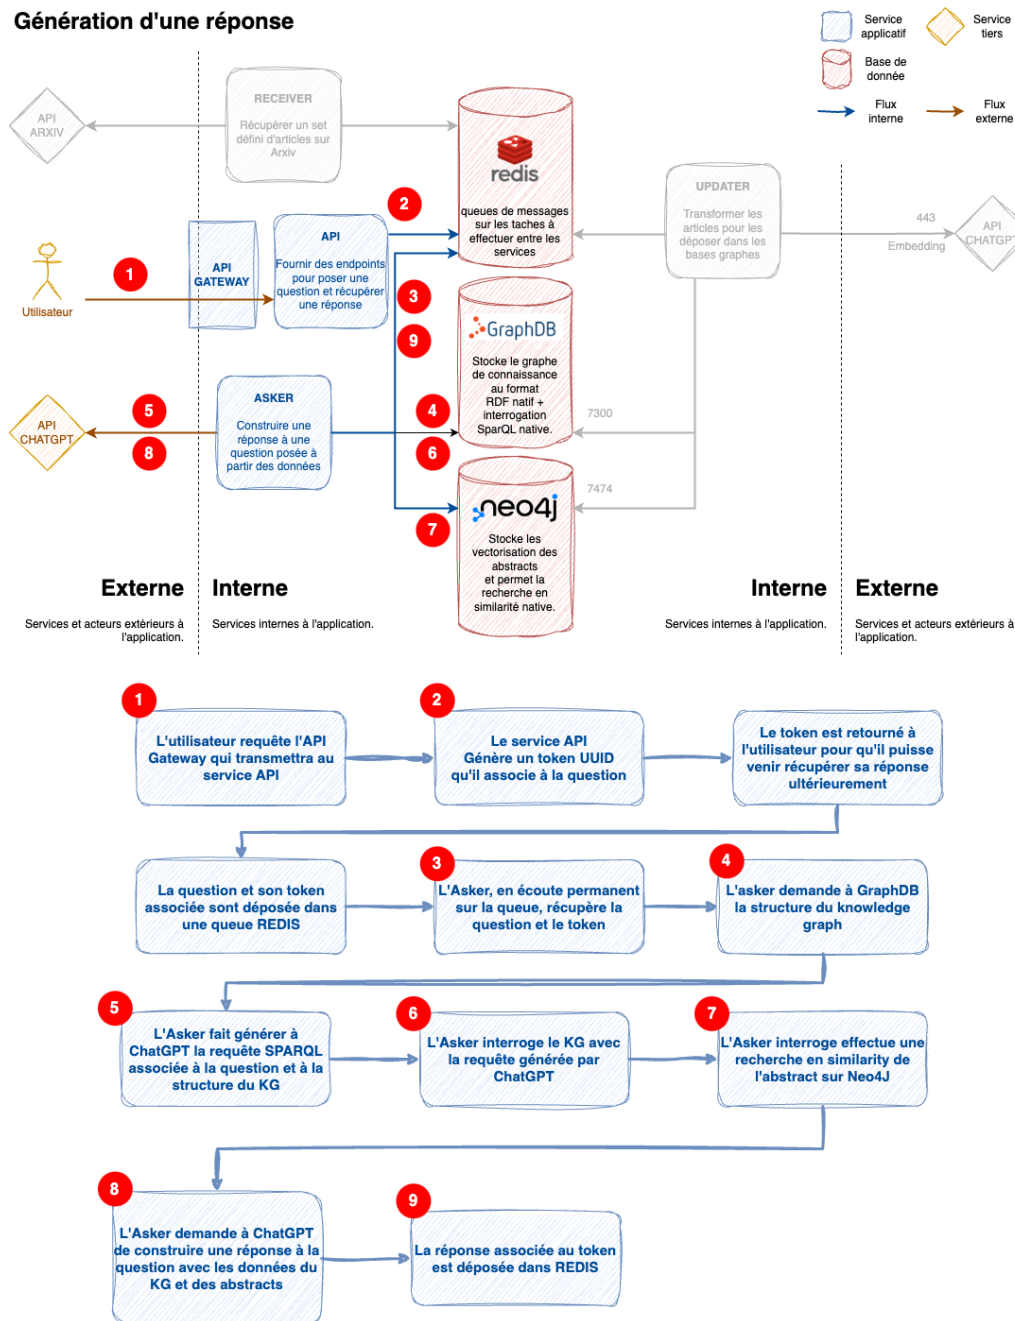 Génération d'une réponse
Service
applicatif
Service
tiers
Base de
donnée
Flux
interne
Flux
externe
API
ARXIV
RECEIVER
Récupérer un set
défini d'articles sur
Arxiv
redis
queues de messages
sur les taches à
effectuer entre les
services
UPDATER
Transformer les
articles pour les
déposer dans les
bases graphes
443
Embedding
API
CHATGPT
2
1
Utilisateur
API
GATEWAY
API
Fournir des endpoints
pour poser une
question et récupérer
une réponse
3
9
GraphDB
Stocke le graphe
de connaissance
au format
RDF natif +
interrogation
SparQL native.
API
CHATGPT
5
8
ASKER
Construire une
réponse à une
question posée à
partir des données
4
6
7300
7474
7
neo4j
Stocke les
vectorisation des
abstracts
et permet la
recherche en
similarité native.
Externe
Interne
Services et acteurs extérieurs à
l'application.
Services internes à l'application.
Interne
Externe
Services internes à l'application.
Services et acteurs extérieurs à
l'application.
1
L'utilisateur requête l'API
Gateway qui transmettra au
service API
2
Le service API
Génère un token UUID
qu'il associe à la question
Le token est retourné à
l'utilisateur pour qu'il puisse
venir récupérer sa réponse
ultérieurement
La question et son token
associée sont déposée dans
une queue REDIS
3
L'Asker, en écoute permanent
sur la queue, récupère la
question et le token
4
L'asker demande à GraphDB
la structure du knowledge
graph
5
L'Asker fait générer à
ChatGPT la requête SPARQL
associée à la question et à la
structure du KG
6
L'Asker interroge le KG avec
la requête générée par
ChatGPT
7
L'Asker interroge effectue une
recherche en similarity de
l'abstract sur Neo4J
8
L'Asker demande à ChatGPT
de construire une réponse à la
question avec les données du
KG et des abstracts
9
La réponse associée au token
est déposée dans REDIS